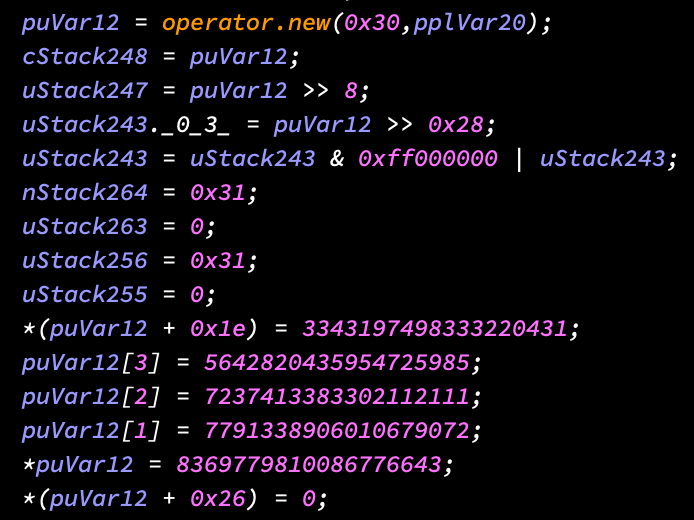 puVar12 = operator.new(0x30,pplVar20);
cStack248 = puVar12;
uStack247 = puVar12 >> 8;
uStack243._0_3_ = puVar12 >> 0x28;
uStack243 = uStack243 & 0xff000000 | uStack243;
nStack264 = 0x31;
uStack263 = 0;
uStack256 = 0x31;
uStack255 = 0;
*(puVar12 + 0x1e) = 3343197498333220431;
puVar12[3] = 5642820435954725985;
puVar12[2] = 7237413383302112111;
puVar12[1] = 7791338906010679072;
*puVar12 = 8369779810086776643;
*(puVar12 + 0x26) = 0;